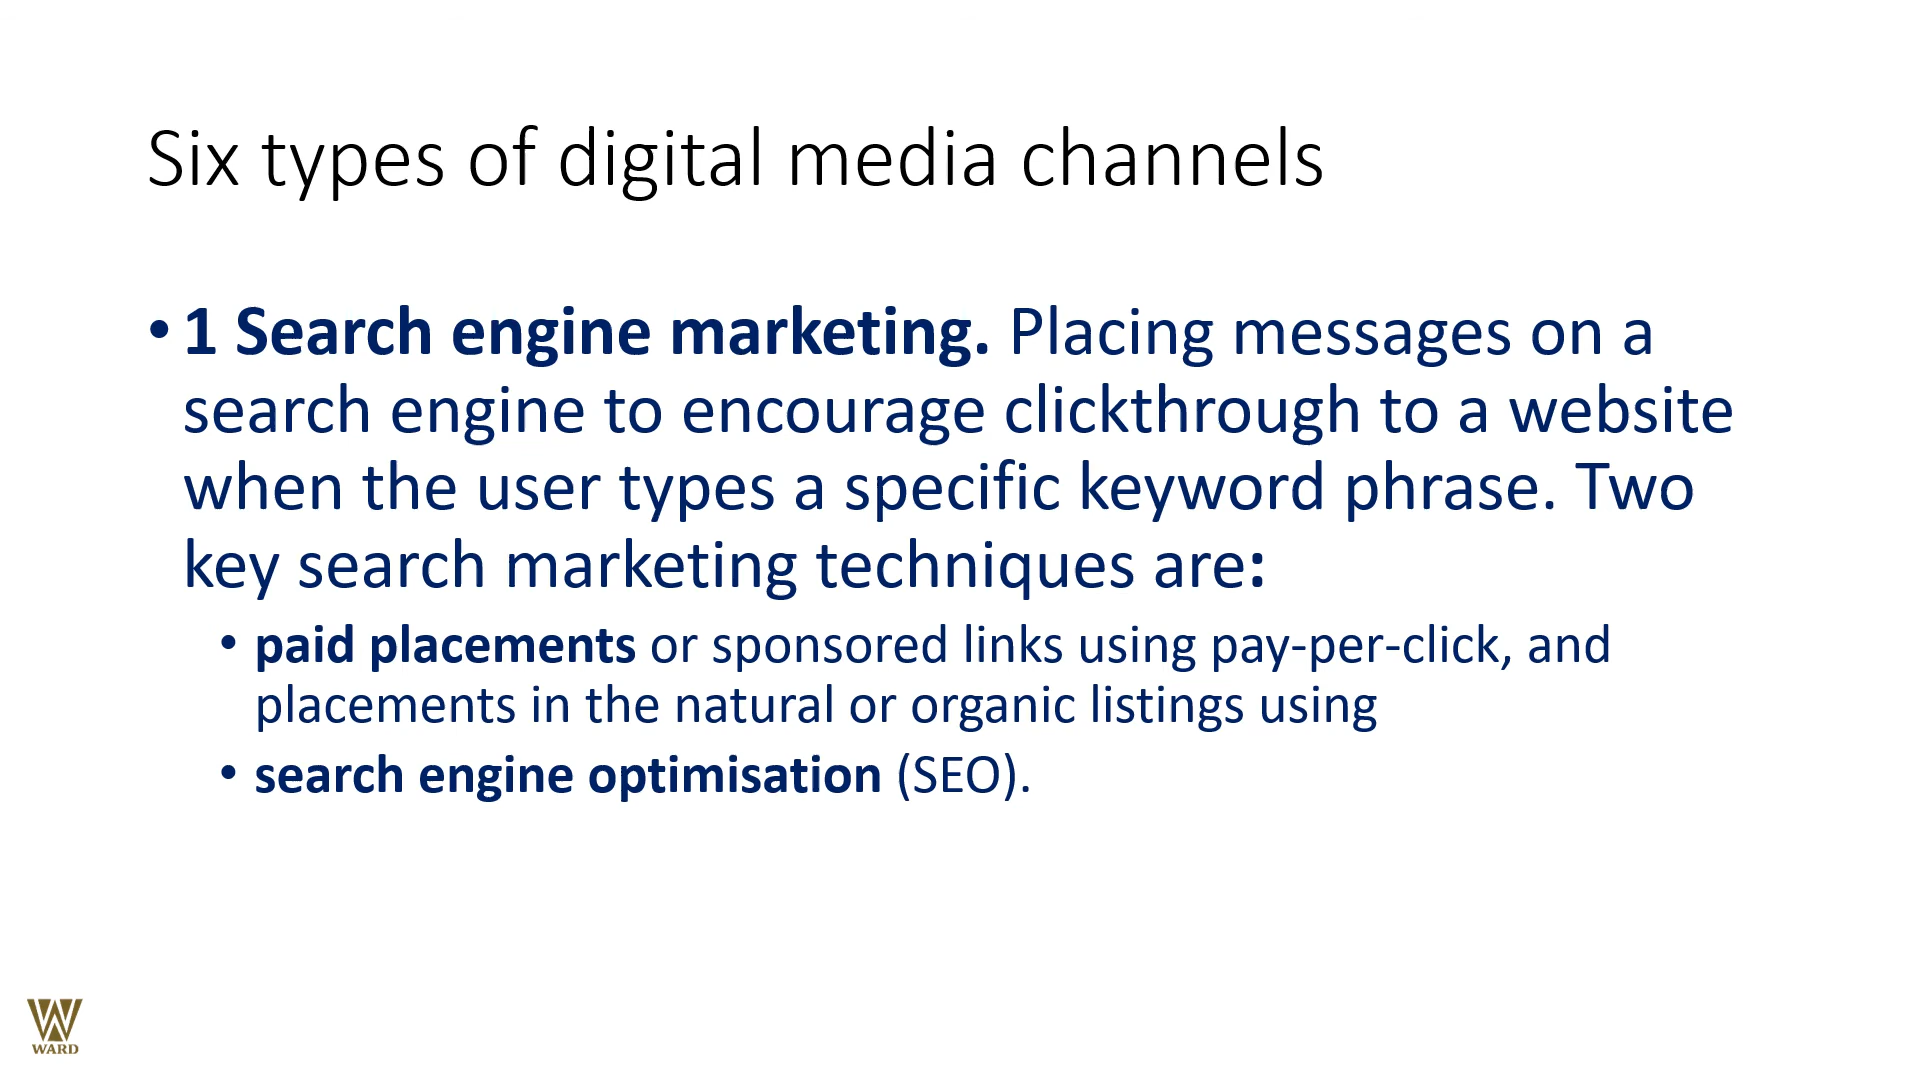 Six types of digital media channels
• 1 Search engine marketing. Placing messages on a
search engine to encourage clickthrough to a website
when the user types a specific keyword phrase. Two
key search marketing techniques are:
• paid placements or sponsored links using pay-per-click, and
placements in the natural or organic listings using
• search engine optimisation (SEO).
WARD